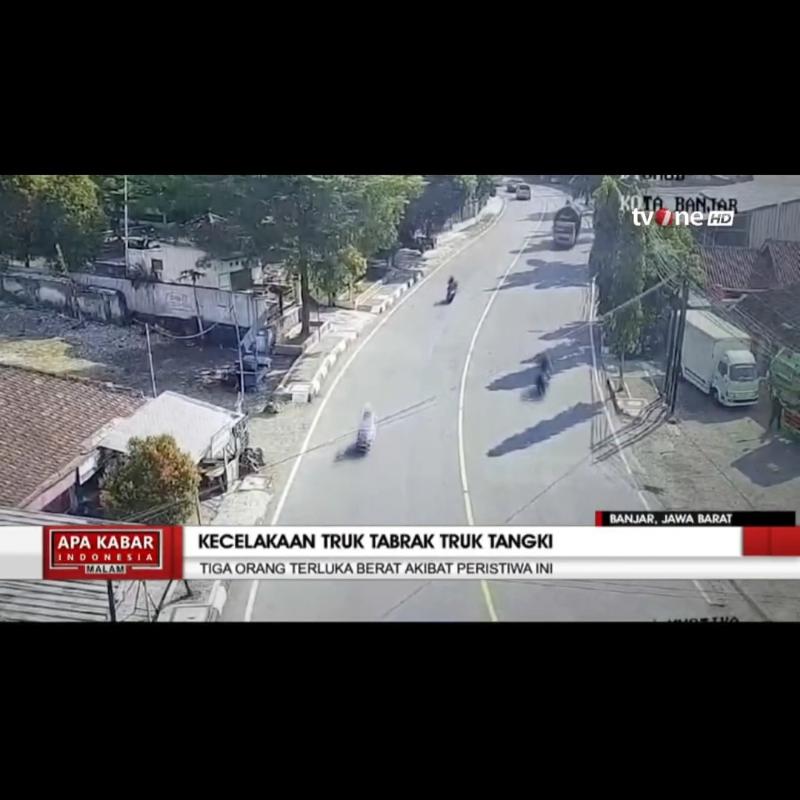 KOTA BANJAR
tvOne HD
BANJAR, JAWA BARAT
APA KABAR
INDONESIA
MALAM
KECELAKAAN TRUK TABRAK TRUK TANGKI
TIGA ORANG TERLUKA BERAT AKIBAT PERISTIWA INI